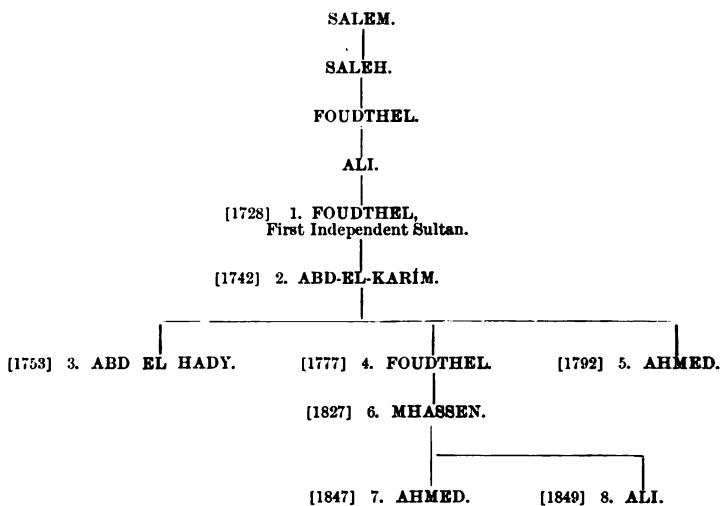 SALEM.
SALEH.
FOUDTHEL.
ALI.
[1728] 1. FOUDTHEL,
First Independent Sultan.
[1742] 2. ABD-EL-KARÍM.
[1753] 3. ABD EL HADY. [1777] 4. FOUDTHEL. [1792] 5. AHMED.
[1827] 6. MHASSEN.
[1847] 7. AHMED. [1849] 8. ALI.